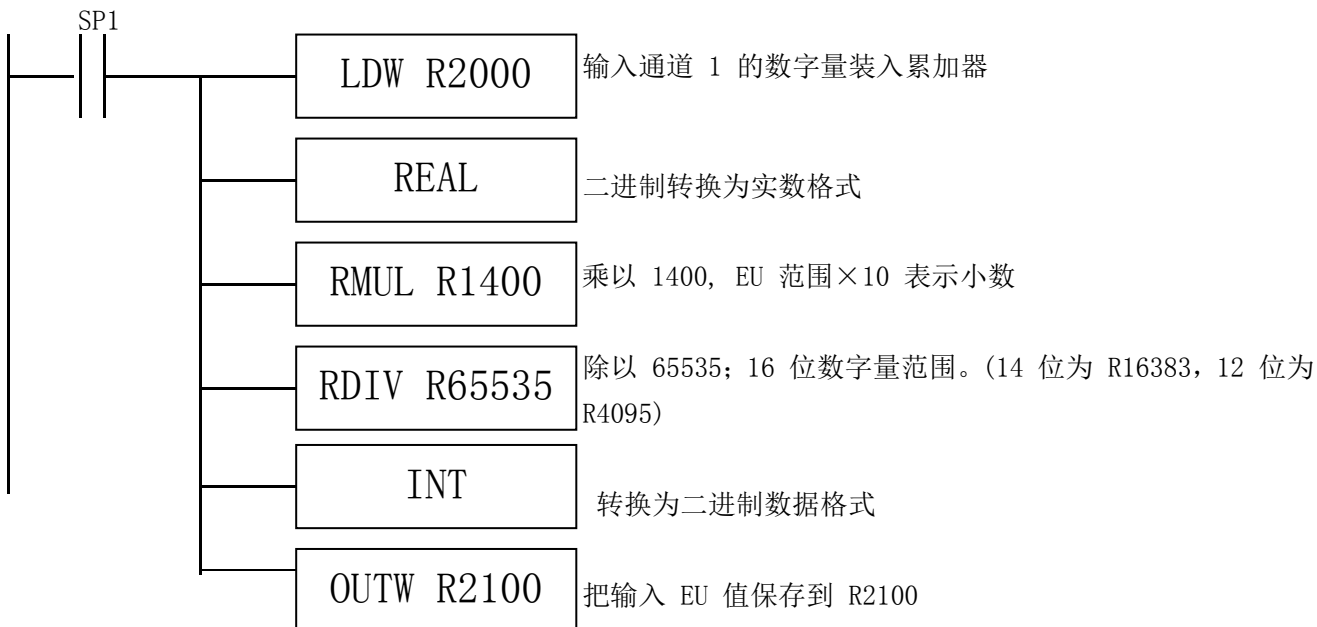 SP1
LDW R2000
输入通道 1 的数字量装入累加器
REAL
二进制转换为实数格式
RMUL R1400
乘以 1400, EU 范围×10 表示小数
RDIV R65535
除以 65535; 16 位数字量范围。(14 位为 R16383, 12 位为
R4095)
INT
转换为二进制数据格式
OUTW R2100
把输入 EU 值保存到 R2100